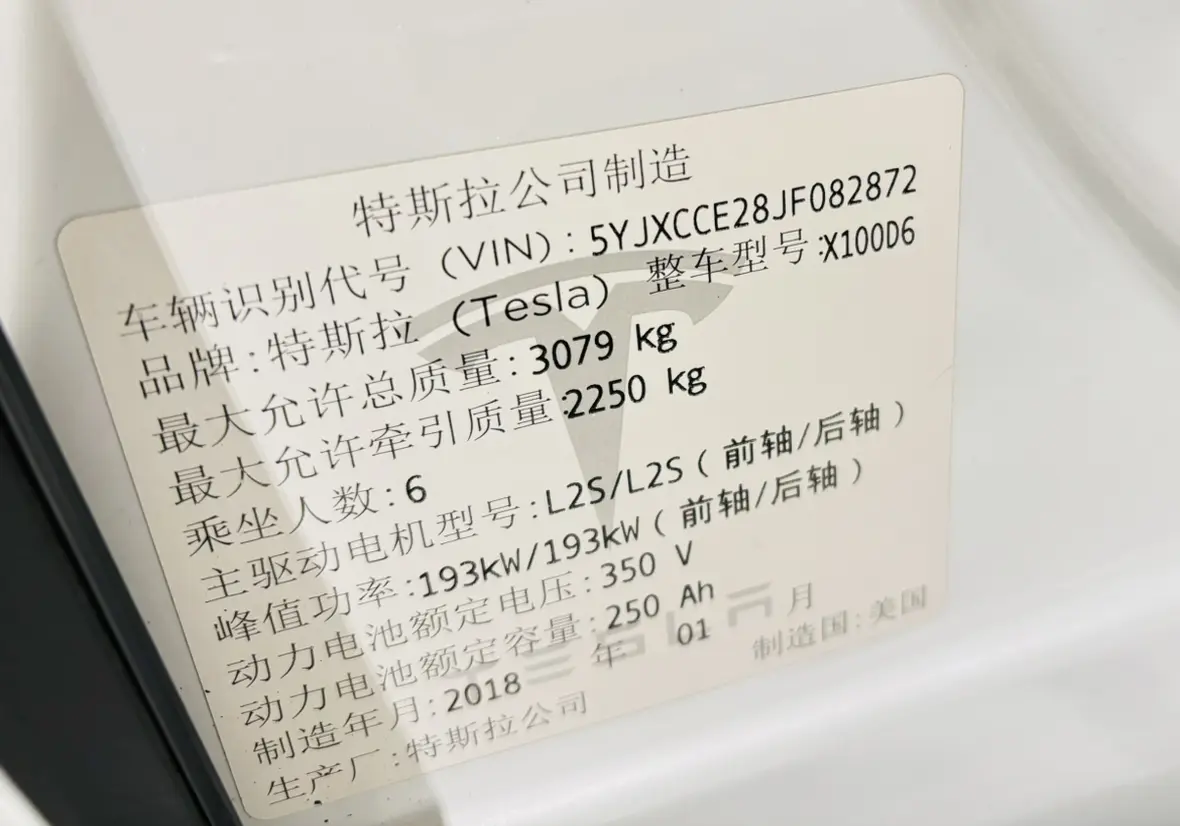 特斯拉公司制造
车辆识别代号（VIN）：5YJXCCE28JF082872
品牌：特斯拉（Tesla） 整车型号:X100D6
最大允许总质量：3079 kg
最大允许牵引质量:2250 kg
乘坐人数：6
主驱动电机型号：L2S/L2S（前轴/后轴）
峰值功率：193kW/193kW（前轴/后轴）
动力电池额定电压：350 V
动力电池额定容量：250 Ah
制造年月：2018 年 01 月
生产厂：特斯拉公司 制造国：美国
TESLA